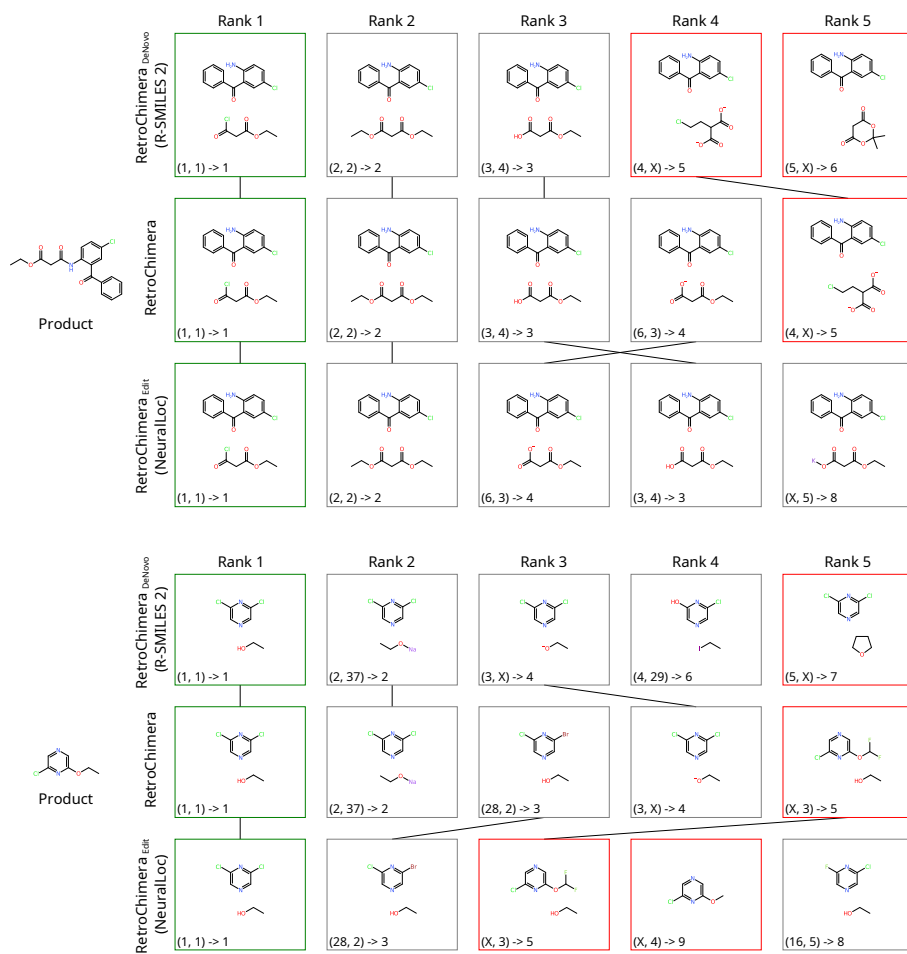 Rank 1 Rank 2 Rank 3 Rank 4 Rank 5
RetroChimera DeNovo
(R-SMILES 2)
(1, 1) -> 1 (2, 2) -> 2 (3, 4) -> 3 (4, X) -> 5 (5, X) -> 6
Product
RetroChimera
(1, 1) -> 1 (2, 2) -> 2 (3, 4) -> 3 (6, 3) -> 4 (4, X) -> 5
RetroChimera Edit
(NeuralLoc)
(1, 1) -> 1 (2, 2) -> 2 (6, 3) -> 4 (3, 4) -> 3 (X, 5) -> 8
Rank 1 Rank 2 Rank 3 Rank 4 Rank 5
RetroChimera DeNovo
(R-SMILES 2)
(1, 1) -> 1 (2, 37) -> 2 (3, X) -> 4 (4, 29) -> 6 (5, X) -> 7
Product
RetroChimera
(1, 1) -> 1 (2, 37) -> 2 (28, 2) -> 3 (3, X) -> 4 (X, 3) -> 5
RetroChimera Edit
(NeuralLoc)
(1, 1) -> 1 (28, 2) -> 3 (X, 3) -> 5 (X, 4) -> 9 (16, 5) -> 8